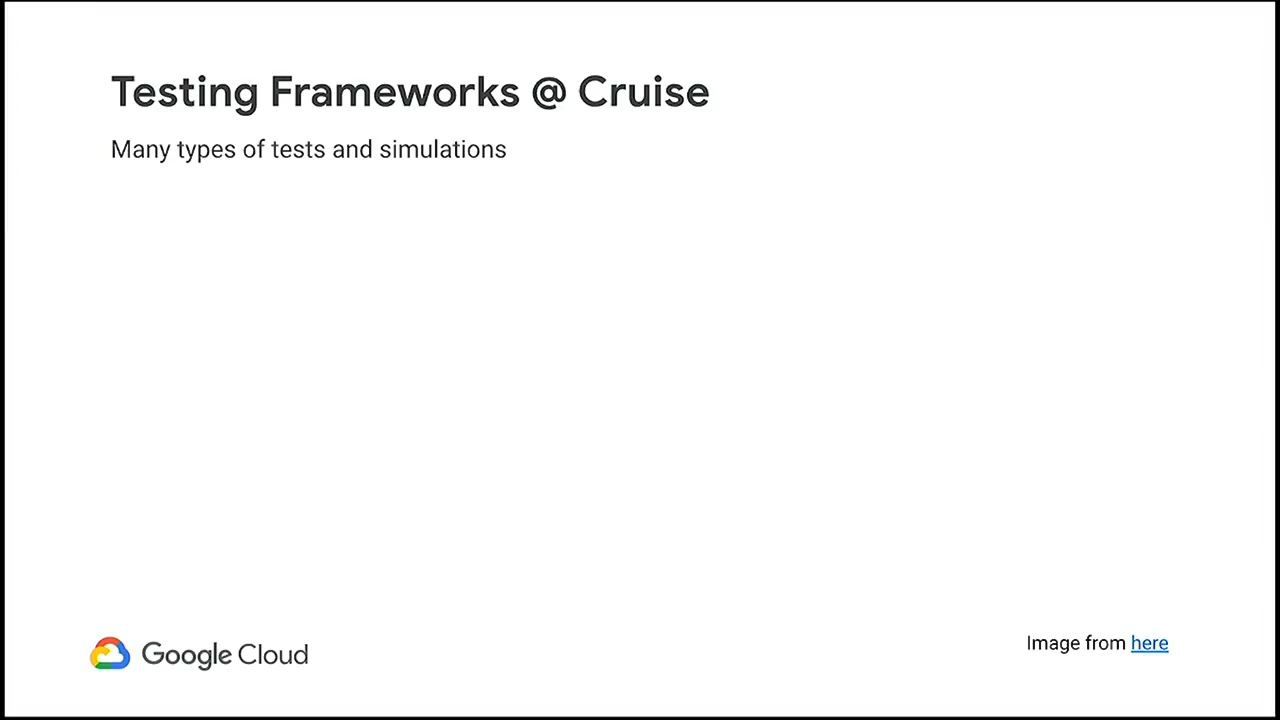 Testing Frameworks @ Cruise
Many types of tests and simulations
Google Cloud
Image from here